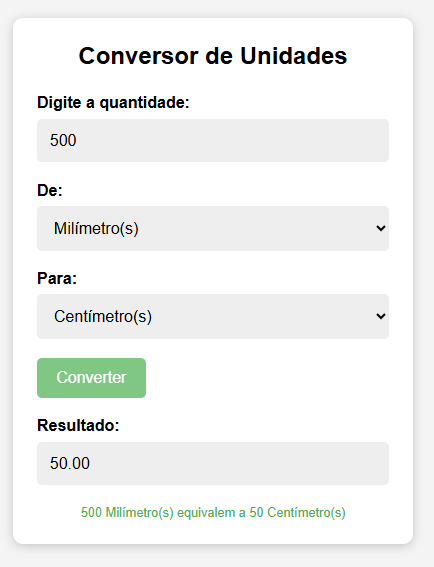 Conversor de Unidades
Digite a quantidade:
500
De:
Milímetro(s)
Para:
Centímetro(s)
Converter
Resultado:
50.00
500 Milímetro(s) equivalem a 50 Centímetro(s)